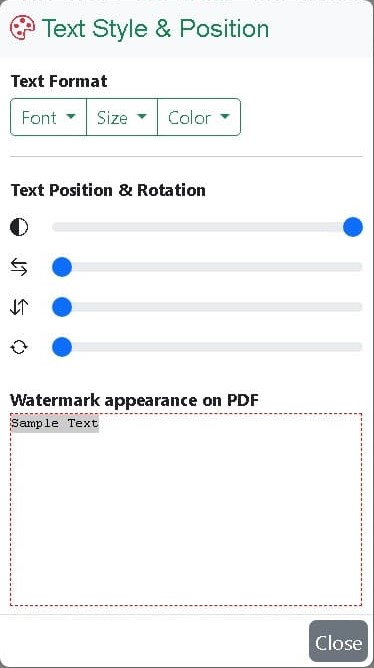 Text Style & Position
Text Format
Font Size Color
Text Position & Rotation
Watermark appearance on PDF
Sample Text
Close